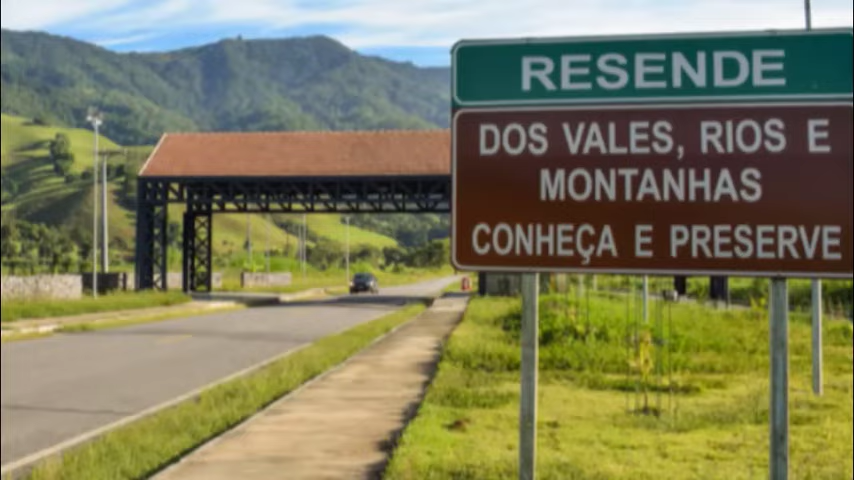 RESENDE
DOS VALES, RIOS E
MONTANHAS
CONHEÇA E PRESERVE